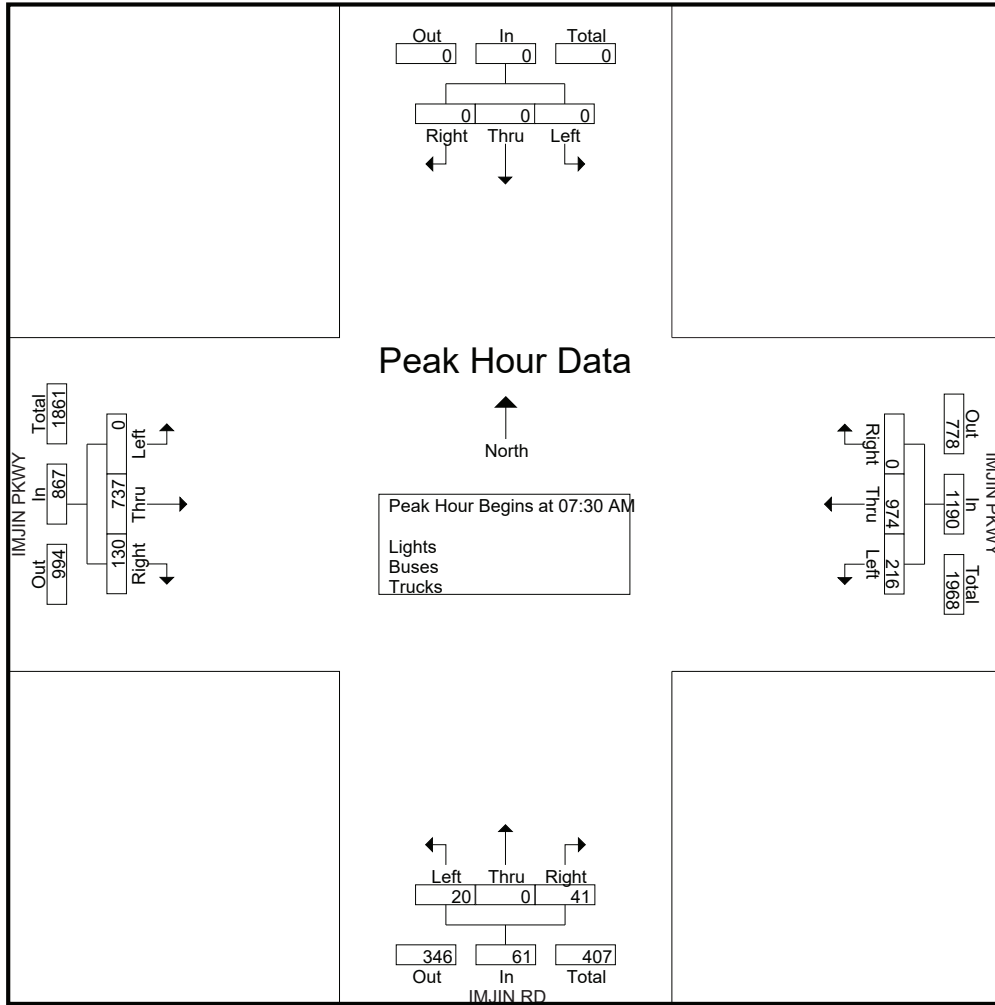 Out In Total
0 0 0
0 0 0
Right Thru Left
Peak Hour Data
North
Peak Hour Begins at 07:30 AM
Lights
Buses
Trucks
IMJIN PKWY
Total In Out
1861 867 994
0 737 130
Left Thru Right
IMJIN PKWY
Out In Total
778 1190 1968
0 974 216
Right Thru Left
Left Thru Right
20 0 41
346 61 407
Out In Total
IMJIN RD